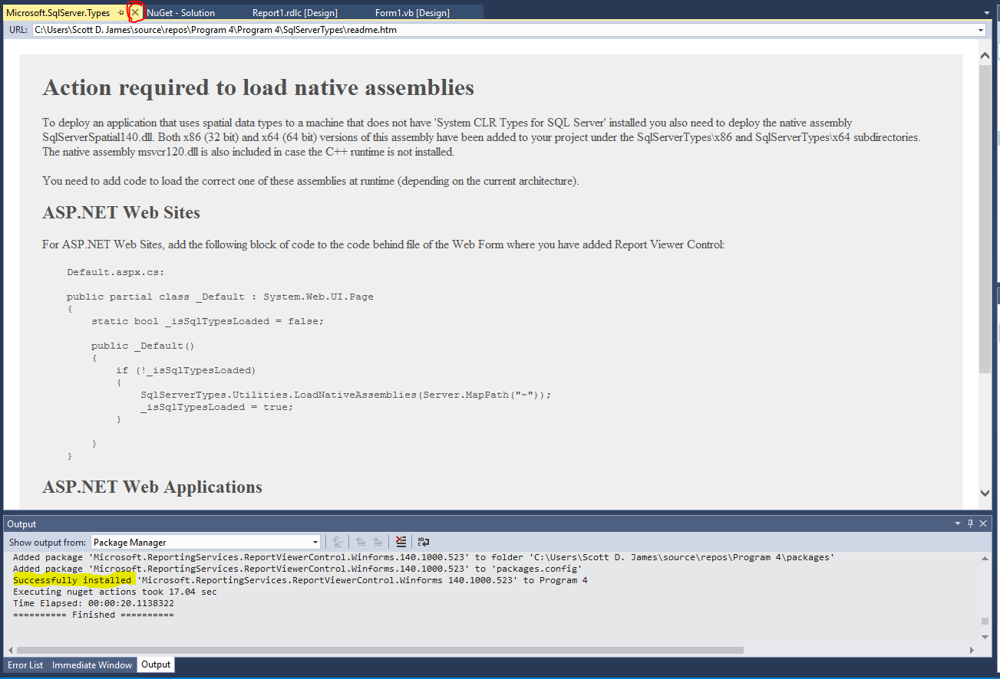 Microsoft.SqlServer.Types NuGet - Solution Report1.rdlc [Design] Form1.vb [Design]
URL: C:\Users\Scott D. James\source\repos\Program 4\Program 4\SqlServerTypes\readme.htm
Action required to load native assemblies
To deploy an application that uses spatial data types to a machine that does not have 'System CLR Types for SQL Server' installed you also need to deploy the native assembly
SqlServerSpatial140.dll. Both x86 (32 bit) and x64 (64 bit) versions of this assembly have been added to your project under the SqlServerTypes\x86 and SqlServerTypes\x64 subdirectories.
The native assembly msvcr120.dll is also included in case the C++ runtime is not installed.
You need to add code to load the correct one of these assemblies at runtime (depending on the current architecture).
ASP.NET Web Sites
For ASP.NET Web Sites, add the following block of code to the code behind file of the Web Form where you have added Report Viewer Control:
Default.aspx.cs:
public partial class _Default : System.Web.UI.Page
{
static bool _isSqlTypesLoaded = false;
public _Default()
{
if (!_isSqlTypesLoaded)
{
SqlServerTypes.Utilities.LoadNativeAssemblies(Server.MapPath("~"));
_isSqlTypesLoaded = true;
}
}
}
ASP.NET Web Applications
Output
Show output from: Package Manager
Added package 'Microsoft.ReportingServices.ReportViewerControl.Winforms.140.1000.523' to folder 'C:\Users\Scott D. James\source\repos\Program 4\packages'
Added package 'Microsoft.ReportingServices.ReportViewerControl.Winforms.140.1000.523' to 'packages.config'
Successfully installed 'Microsoft.ReportingServices.ReportViewerControl.Winforms 140.1000.523' to Program 4
Executing nuget actions took 17.04 sec
Time Elapsed: 00:00:20.1138322
========== Finished ==========
Error List Immediate Window Output